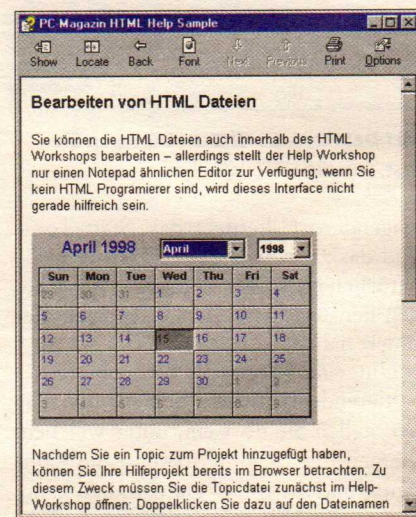 PC-Magazin HTML Help Sample
Show Locate Back Font Next Previous Print Options
Bearbeiten von HTML Dateien
Sie können die HTML Dateien auch innerhalb des HTML
Workshops bearbeiten – allerdings stellt der Help Workshop
nur einen Notepad ähnlichen Editor zur Verfügung; wenn Sie
kein HTML Programierer sind, wird dieses Interface nicht
gerade hilfreich sein.
April 1998 April 1998
Sun Mon Tue Wed Thu Fri Sat
29 30 31 1 2 3 4
5 6 7 8 9 10 11
12 13 14 15 16 17 18
19 20 21 22 23 24 25
26 27 28 29 30 1 2
3 4 5 6 7 8 9
Nachdem Sie ein Topic zum Projekt hinzugefügt haben,
können Sie Ihre Hilfeprojekt bereits im Browser betrachten. Zu
diesem Zweck müssen Sie die Topicdatei zunächst im Help-
Workshop öffnen: Doppelklicken Sie dazu auf den Dateinamen